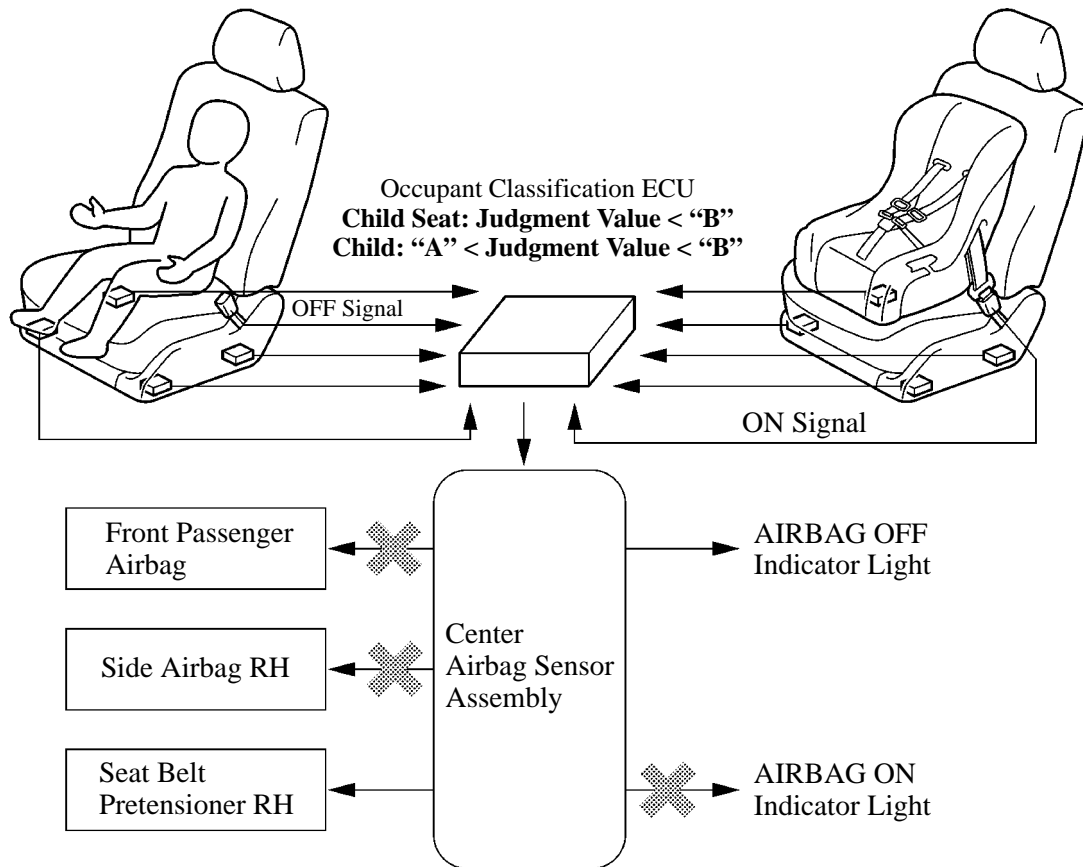 Occupant Classification ECU
Child Seat: Judgment Value < “B”
Child: “A” < Judgment Value < “B”
OFF Signal
ON Signal
Front Passenger
Airbag
Side Airbag RH
Seat Belt
Pretensioner RH
Center
Airbag Sensor
Assembly
AIRBAG OFF
Indicator Light
AIRBAG ON
Indicator Light